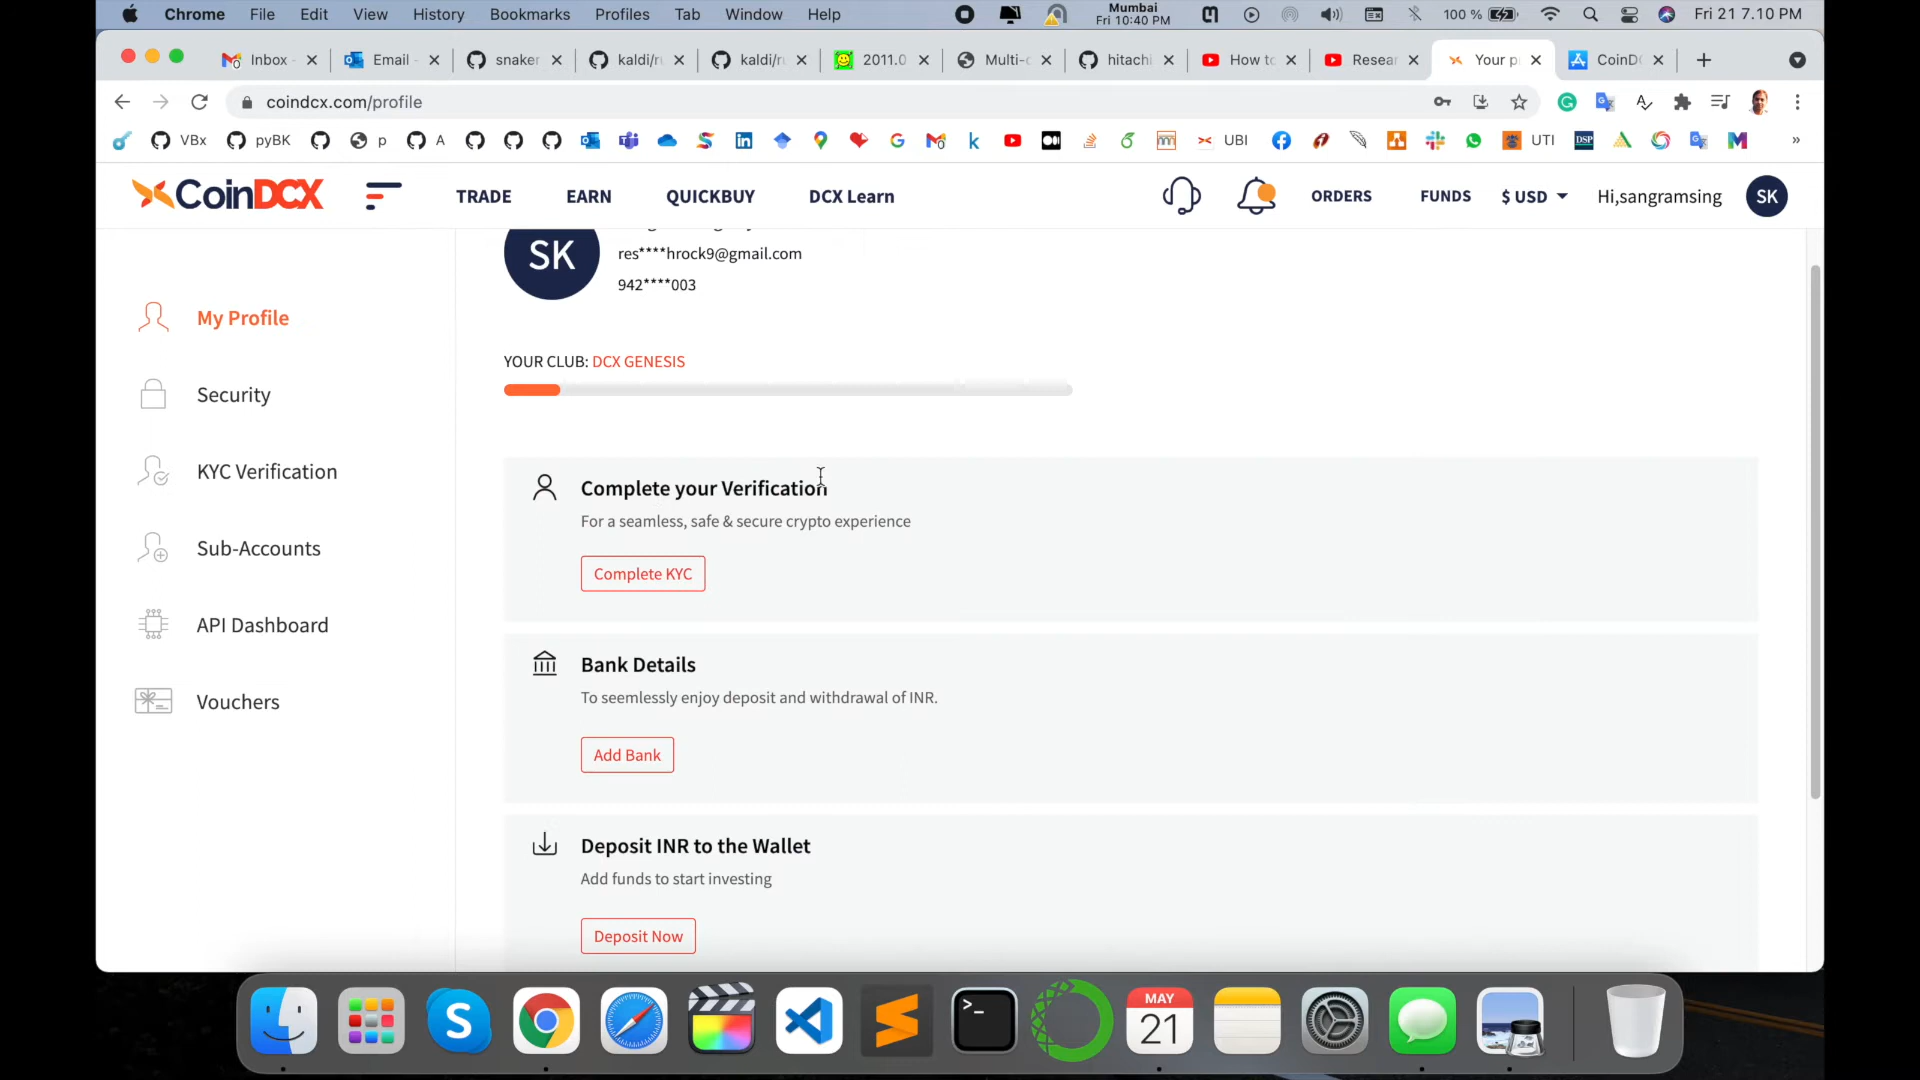 Chrome File Edit View History Bookmarks Profiles Tab Window Help Mumbai Fri 10:40 PM 100 % Fri 21 7.10 PM
Inbox Email snaker kaldi/ru kaldi/ru 2011.0 Multi-c hitachi How to Resear Your p CoinD
coindcx.com/profile
VBx pyBK p A UBI UTI DSP »
CoinDCX TRADE EARN QUICKBUY DCX Learn ORDERS FUNDS $ USD Hi,sangramsing SK
SK
res****hrock9@gmail.com
942****003
My Profile
Security
KYC Verification
Sub-Accounts
API Dashboard
Vouchers
YOUR CLUB: DCX GENESIS
Complete your Verification
For a seamless, safe & secure crypto experience
Complete KYC
Bank Details
To seemlessly enjoy deposit and withdrawal of INR.
Add Bank
Deposit INR to the Wallet
Add funds to start investing
Deposit Now
MAY
21